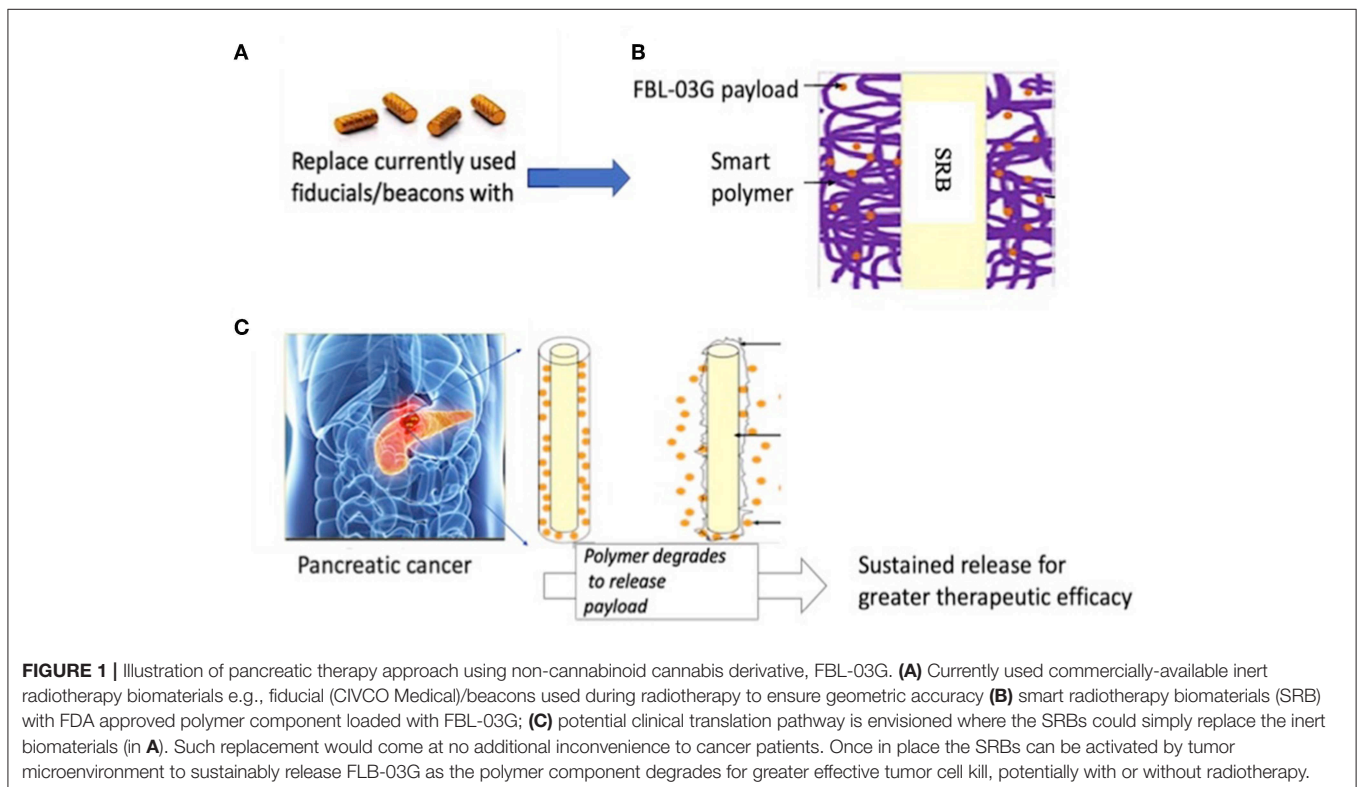 A
B
FBL-03G payload
Replace currently used
fiducials/beacons with
Smart
polymer
SRB
C
Pancreatic cancer
Polymer degrades
to release
payload
Sustained release for
greater therapeutic efficacy
FIGURE 1 | Illustration of pancreatic therapy approach using non-cannabinoid cannabis derivative, FBL-03G. (A) Currently used commercially-available inert
radiotherapy biomaterials e.g., fiducial (CIVCO Medical)/beacons used during radiotherapy to ensure geometric accuracy (B) smart radiotherapy biomaterials (SRB)
with FDA approved polymer component loaded with FBL-03G; (C) potential clinical translation pathway is envisioned where the SRBs could simply replace the inert
biomaterials (in A). Such replacement would come at no additional inconvenience to cancer patients. Once in place the SRBs can be activated by tumor
microenvironment to sustainably release FLB-03G as the polymer component degrades for greater effective tumor cell kill, potentially with or without radiotherapy.